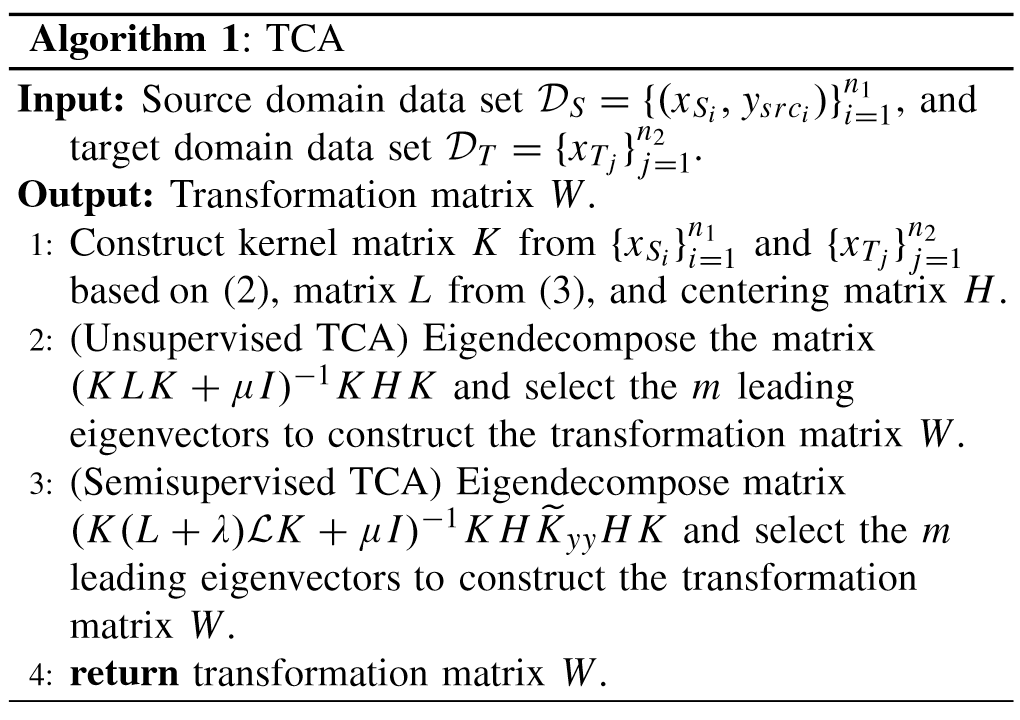 Algorithm 1: TCA
Input: Source domain data set $\mathcal{D}_S = \{(x_{S_i}, y_{src_i})\}_{i=1}^{n_1}$, and
target domain data set $\mathcal{D}_T = \{x_{T_j}\}_{j=1}^{n_2}$.
Output: Transformation matrix $W$.
1: Construct kernel matrix $K$ from $\{x_{S_i}\}_{i=1}^{n_1}$ and $\{x_{T_j}\}_{j=1}^{n_2}$
based on (2), matrix $L$ from (3), and centering matrix $H$.
2: (Unsupervised TCA) Eigendecompose the matrix
$(KLK + \mu I)^{-1}KHK$ and select the $m$ leading
eigenvectors to construct the transformation matrix $W$.
3: (Semisupervised TCA) Eigendecompose matrix
$(K(L + \lambda)\mathcal{L}K + \mu I)^{-1}KH\widetilde{K}_{yy}HK$ and select the $m$
leading eigenvectors to construct the transformation
matrix $W$.
4: return transformation matrix $W$.